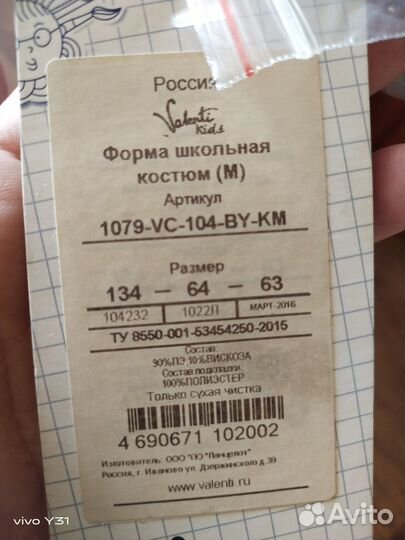 Россия
Valenti
kids
Форма школьная
костюм (М)
Артикул
1079-VC-104-BY-KM
Размер
134 — 64 — 63
104232 1022Л МАРТ-2016
ТУ 8550-001-53454250-2015
Состав:
90%ПЭ 10%ВИСКОЗА
Состав подкладки:
100%ПОЛИЭСТЕР
Только сухая чистка
4 690671 102002
Изготовитель: ООО "ПО "Ланцелот"
Россия, г. Иваново ул. Дзержинского д.39
www.valenti.ru
vivo Y31
Avito